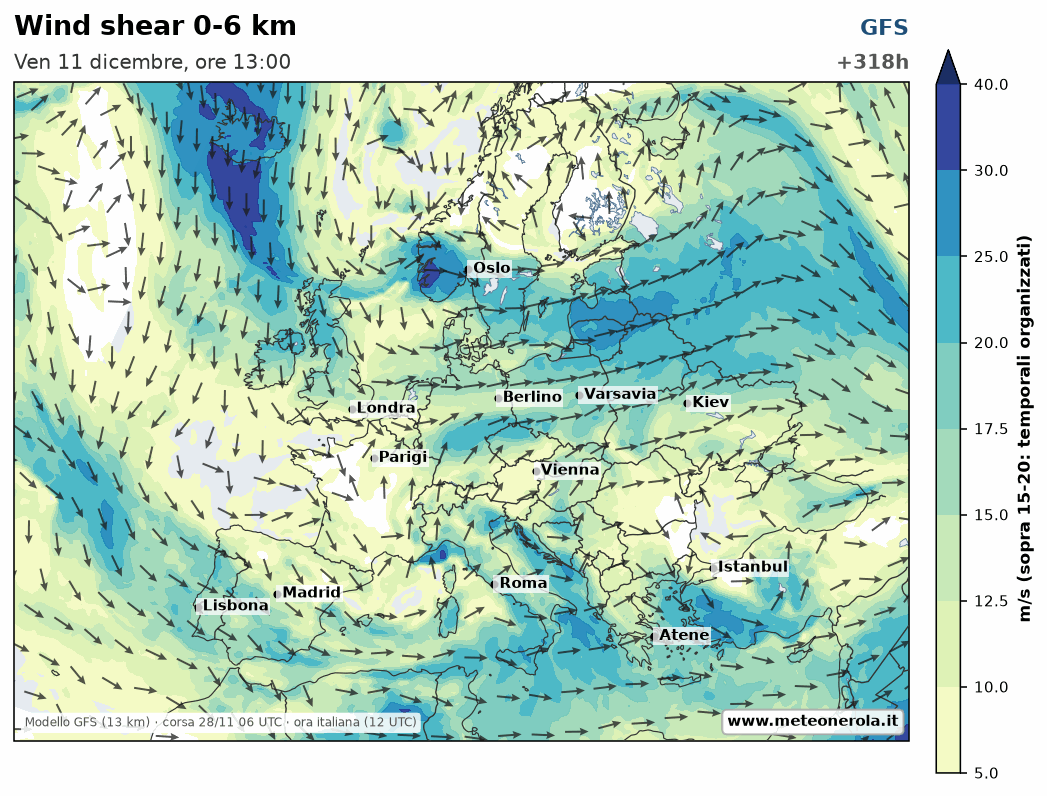 Wind shear 0-6 km
GFS
Ven 11 dicembre, ore 13:00
+318h
40.0
30.0
25.0
20.0
17.5
15.0
12.5
10.0
5.0
m/s (sopra 15-20: temporali organizzati)
Oslo
Londra
Berlino
Varsavia
Kiev
Parigi
Vienna
Madrid
Lisbona
Roma
Istanbul
Atene
Modello GFS (13 km) · corsa 28/11 06 UTC · ora italiana (12 UTC)
www.meteonerola.it